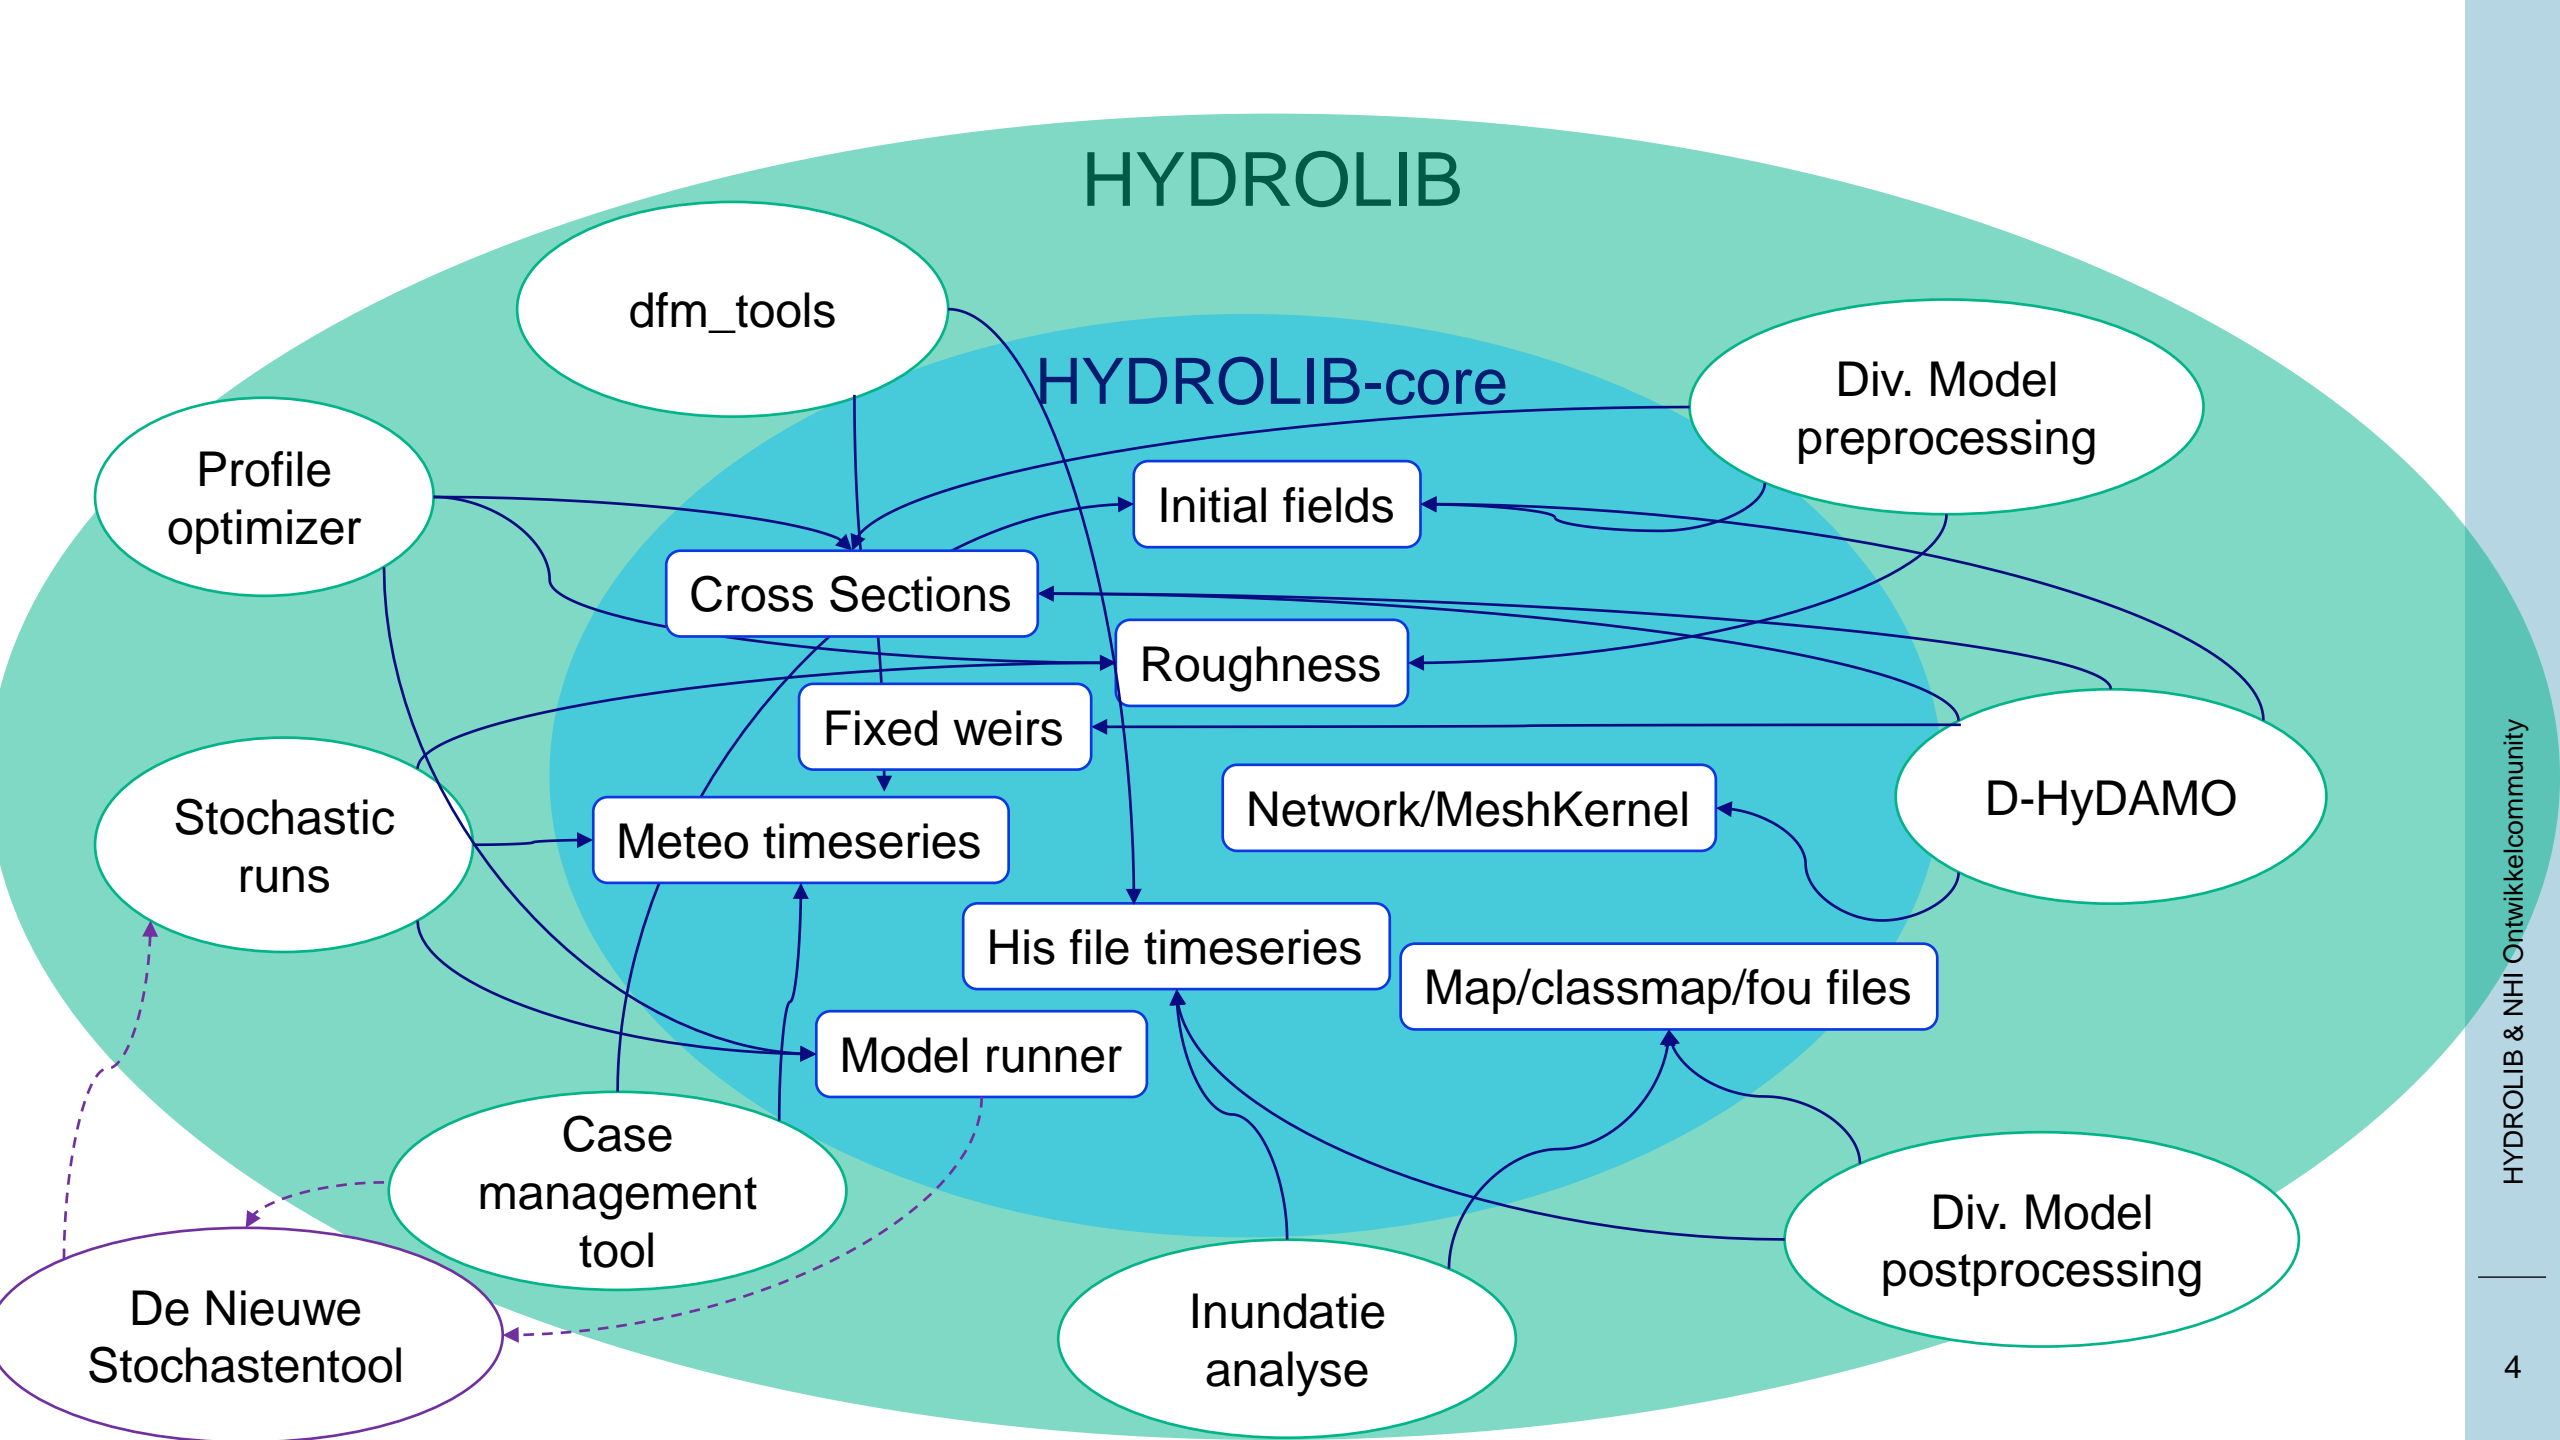 HYDROLIB
dfm_tools
HYDROLIB-core
Div. Model
preprocessing
Profile
optimizer
Initial fields
Cross Sections
Roughness
Fixed weirs
Stochastic
runs
Meteo timeseries
Network/MeshKernel
D-HyDAMO
His file timeseries
Map/classmap/fou files
Model runner
Case
management
tool
De Nieuwe
Stochastentool
Inundatie
analyse
Div. Model
postprocessing
HYDROLIB & NHI Ontwikkelcommunity
4